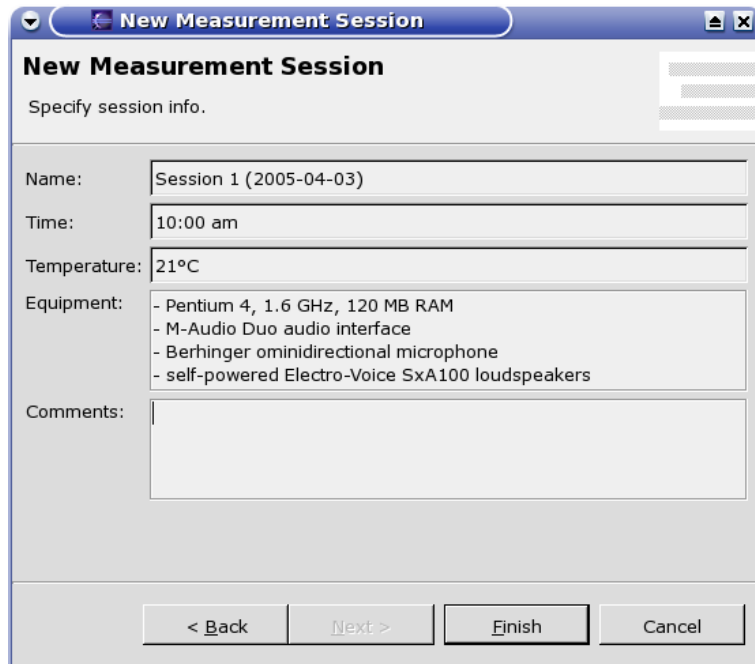 New Measurement Session
New Measurement Session
Specify session info.
Name: Session 1 (2005-04-03)
Time: 10:00 am
Temperature: 21°C
Equipment: - Pentium 4, 1.6 GHz, 120 MB RAM
- M-Audio Duo audio interface
- Berhinger ominidirectional microphone
- self-powered Electro-Voice SxA100 loudspeakers
Comments:
< Back Next > Finish Cancel